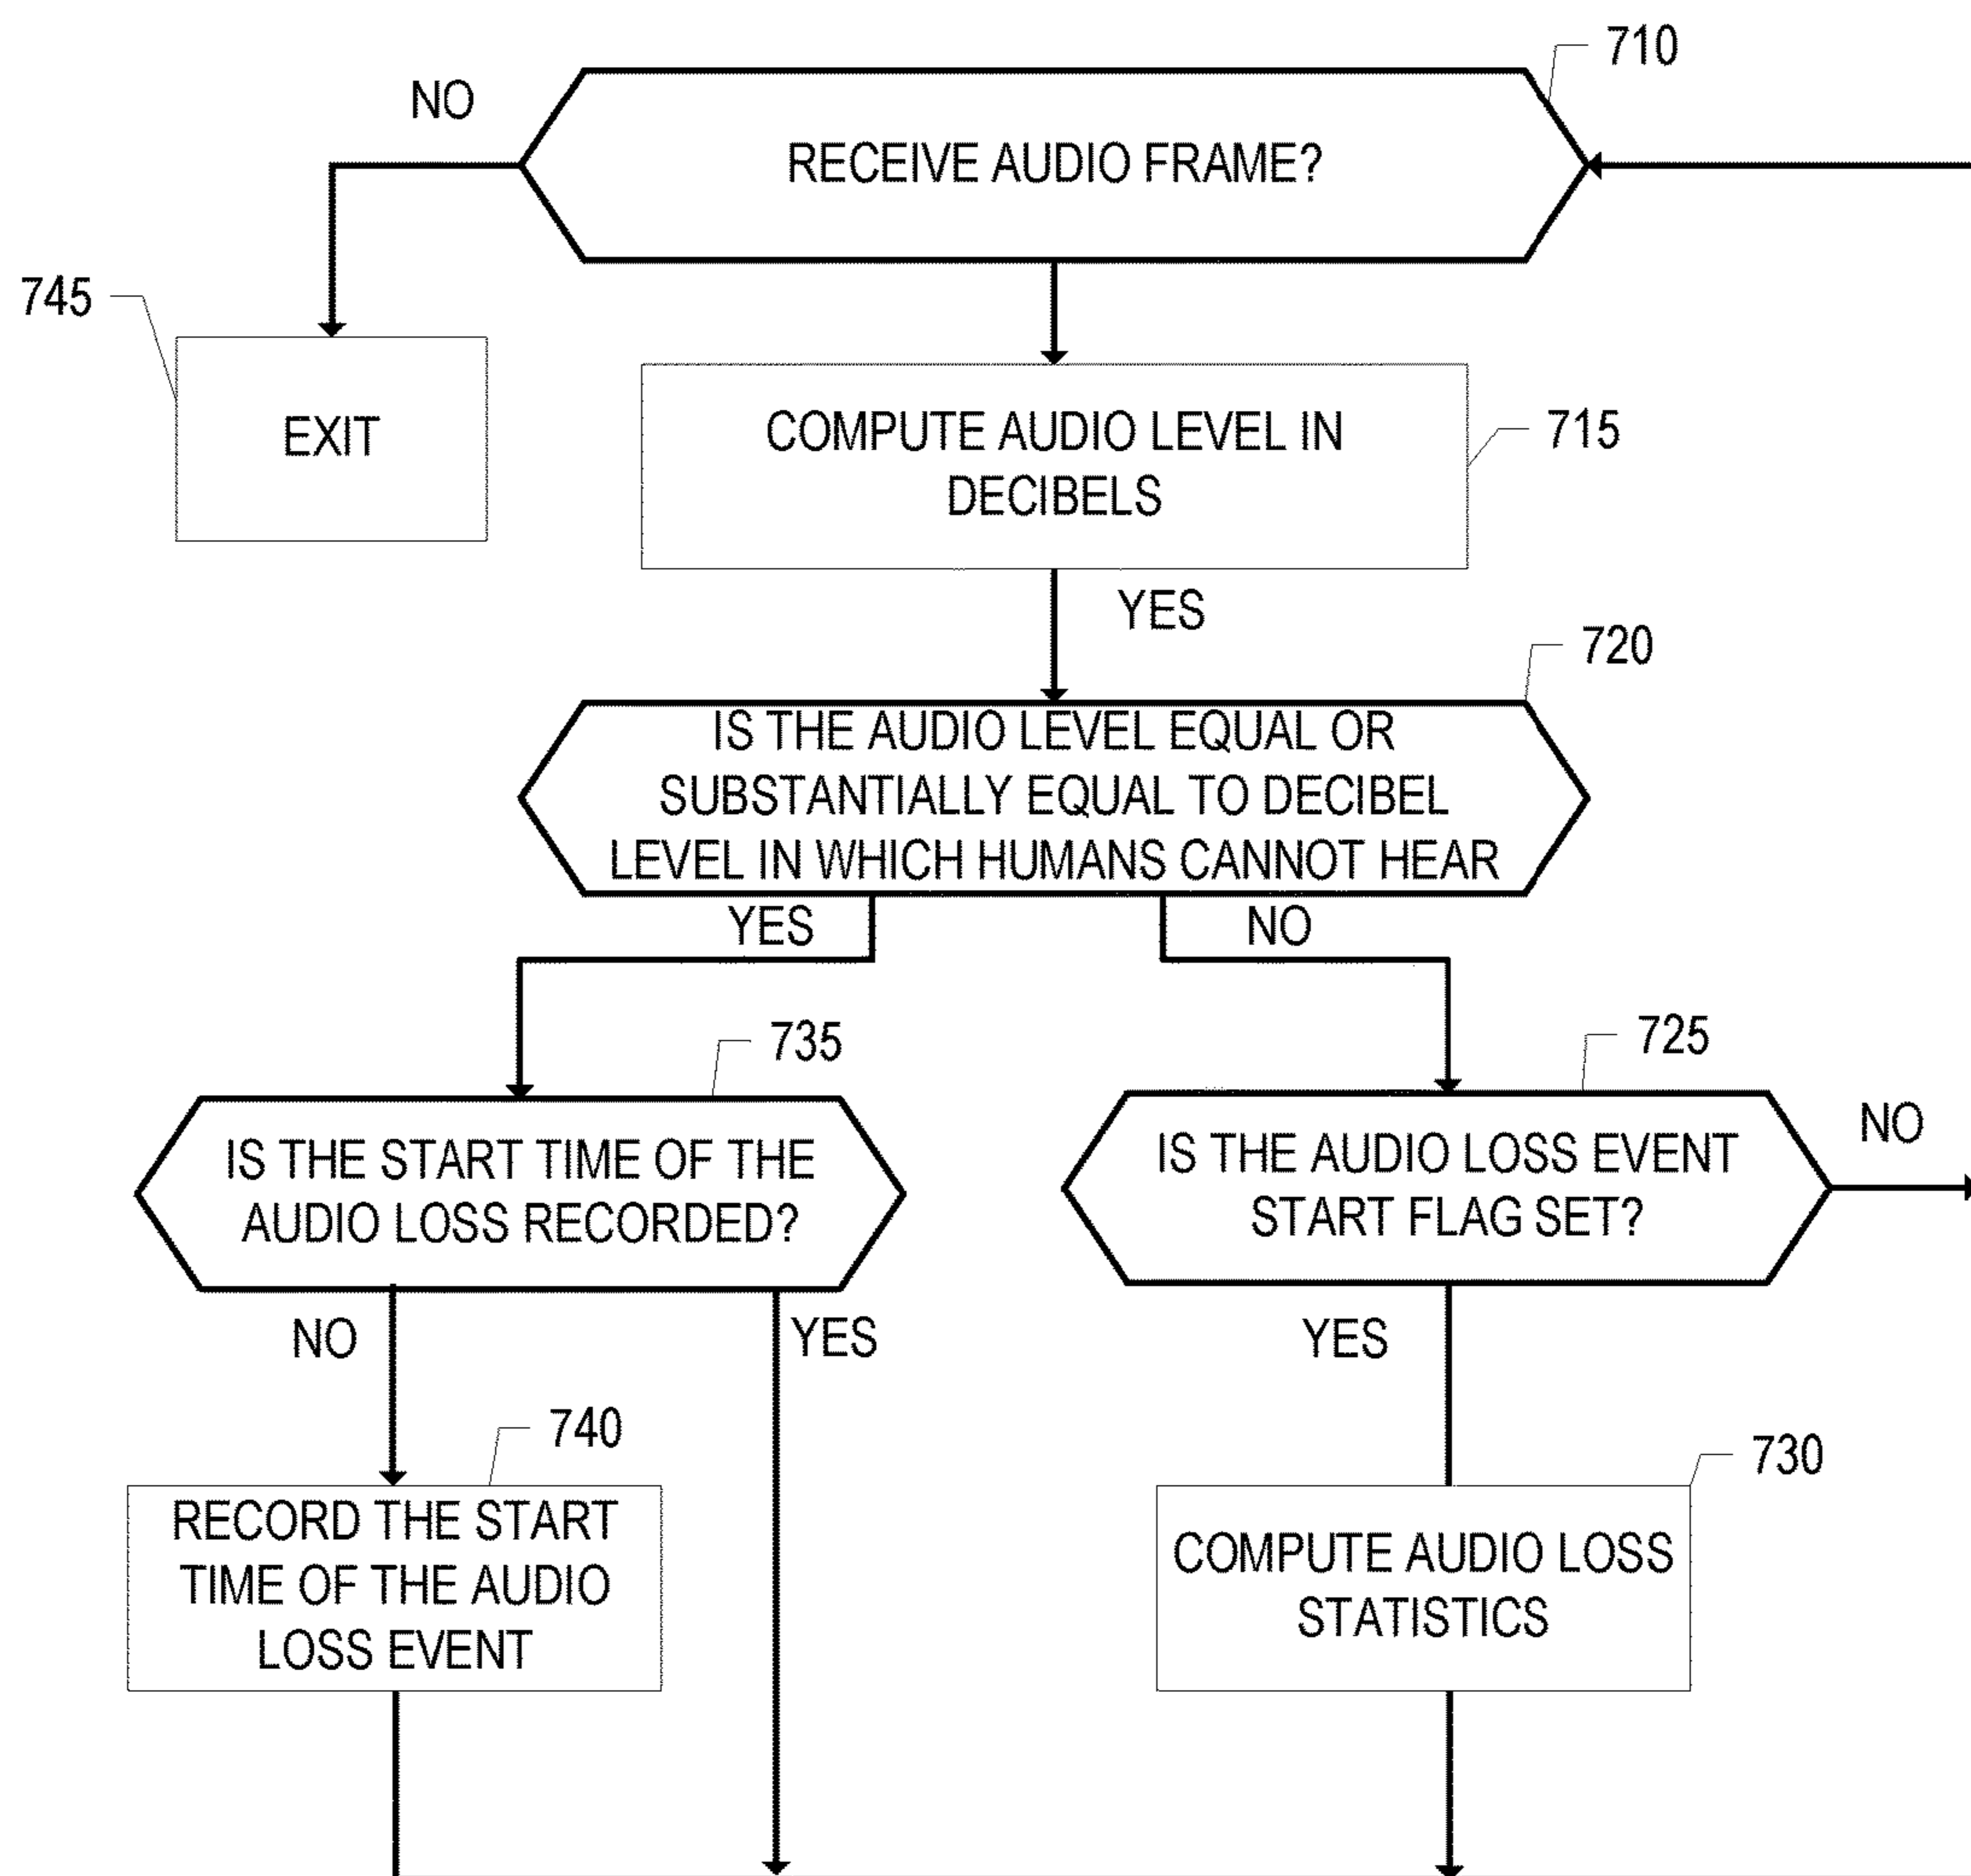 710
NO
RECEIVE AUDIO FRAME?
745
EXIT
COMPUTE AUDIO LEVEL IN
DECIBELS
715
YES
720
IS THE AUDIO LEVEL EQUAL OR
SUBSTANTIALLY EQUAL TO DECIBEL
LEVEL IN WHICH HUMANS CANNOT HEAR
YES
NO
735
725
IS THE START TIME OF THE
AUDIO LOSS RECORDED?
IS THE AUDIO LOSS EVENT
START FLAG SET?
NO
NO
YES
YES
740
730
RECORD THE START
TIME OF THE AUDIO
LOSS EVENT
COMPUTE AUDIO LOSS
STATISTICS